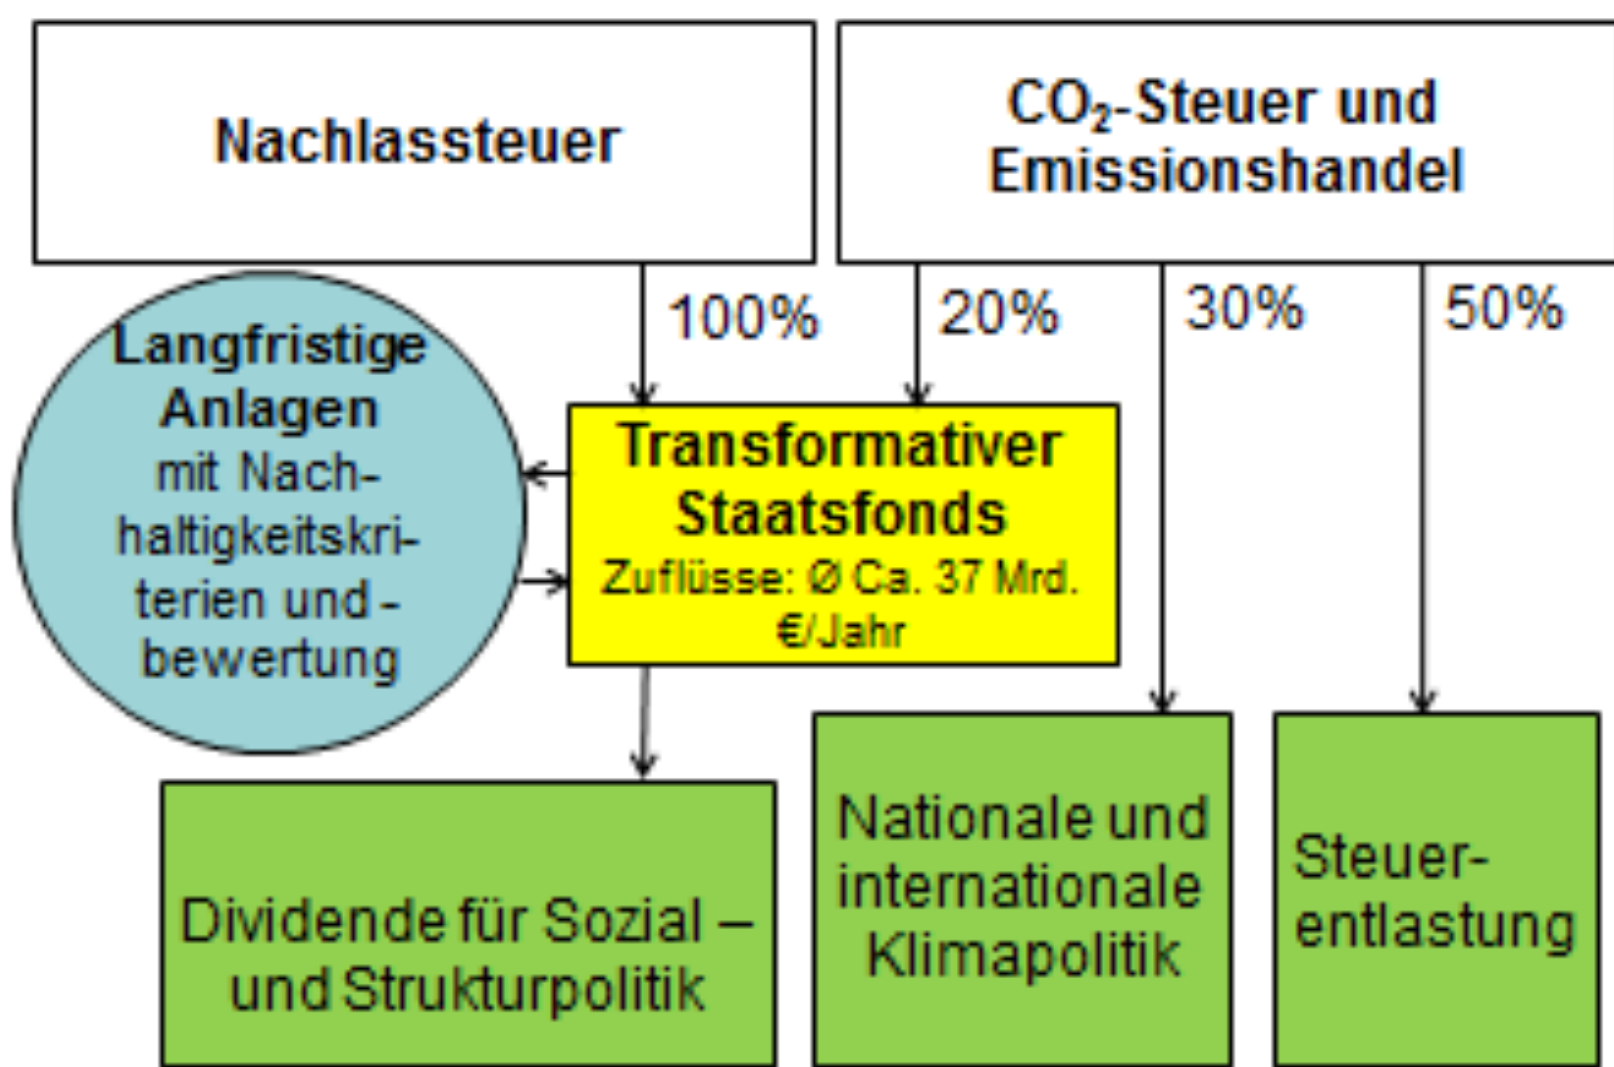 Nachlassteuer
CO₂-Steuer und
Emissionshandel
100%
20%
30%
50%
Langfristige
Anlagen
mit Nach-
haltigkeitskri-
terien und -
bewertung
Transformativer
Staatsfonds
Zuflüsse: Ø Ca. 37 Mrd.
€/Jahr
Dividende für Sozial –
und Strukturpolitik
Nationale und
internationale
Klimapolitik
Steuer-
entlastung